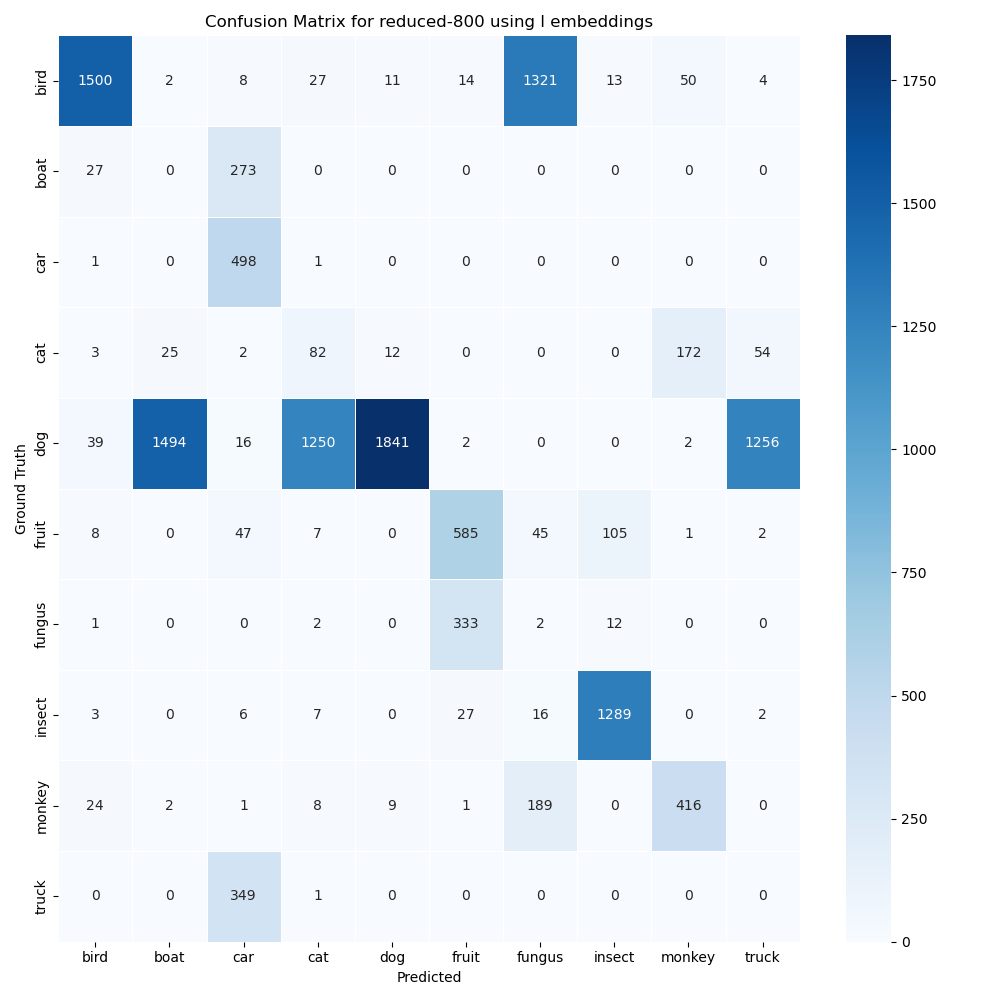 Confusion Matrix for reduced-800 using l embeddings
Ground Truth
bird 1500 2 8 27 11 14 1321 13 50 4
boat 27 0 273 0 0 0 0 0 0 0
car 1 0 498 1 0 0 0 0 0 0
cat 3 25 2 82 12 0 0 0 172 54
dog 39 1494 16 1250 1841 2 0 0 2 1256
fruit 8 0 47 7 0 585 45 105 1 2
fungus 1 0 0 2 0 333 2 12 0 0
insect 3 0 6 7 0 27 16 1289 0 2
monkey 24 2 1 8 9 1 189 0 416 0
truck 0 0 349 1 0 0 0 0 0 0
bird boat car cat dog fruit fungus insect monkey truck
Predicted
1750
1500
1250
1000
750
500
250
0